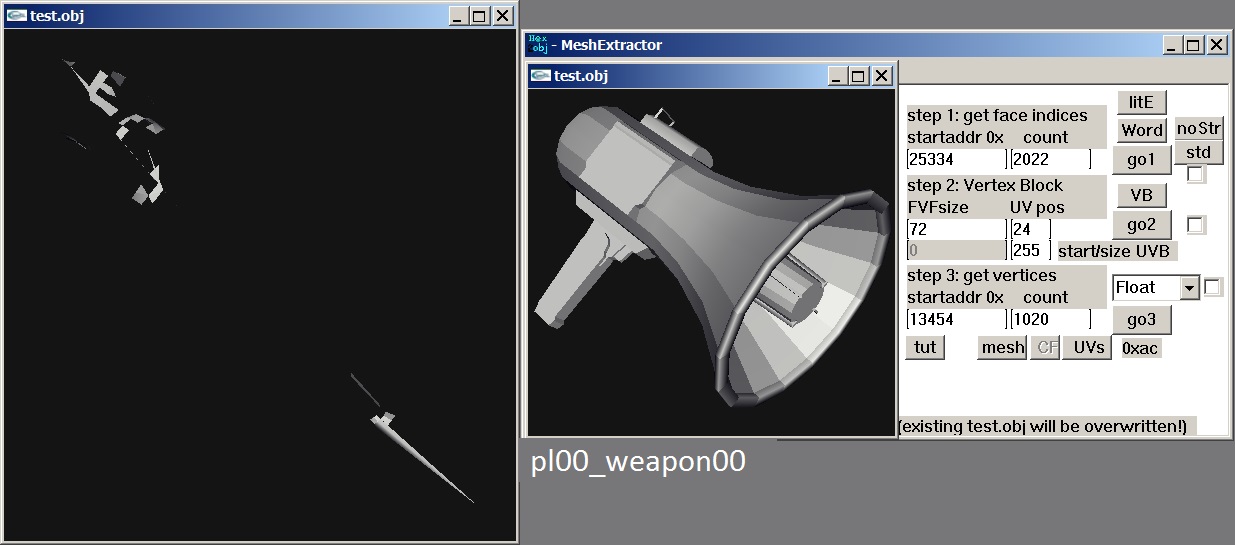 test.obj
Hex
obj
- MeshExtractor
test.obj
litE
step 1: get face indices
startaddr 0x count
Word
noStr
25334
2022
go1
std
step 2: Vertex Block
FVFsize UV pos
VB
72
24
go2
0
255
start/size UVB
step 3: get vertices
startaddr 0x count
Float
13454
1020
go3
tut
mesh
CF
UVs
0xac
(existing test.obj will be overwritten!)
pl00_weapon00